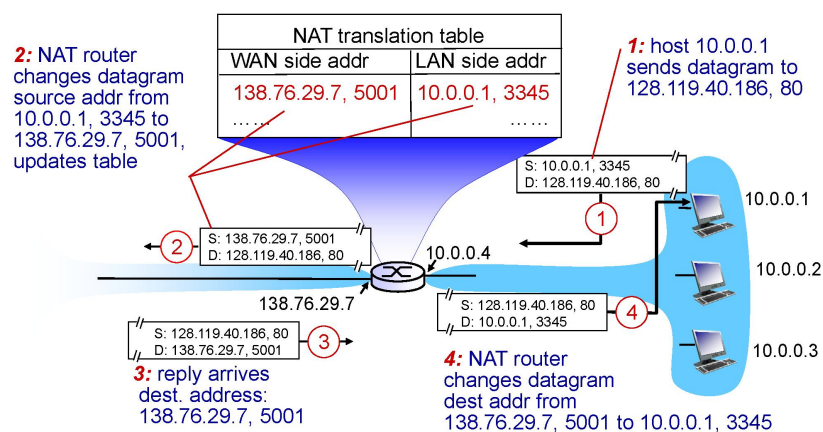 NAT translation table
WAN side addr LAN side addr
138.76.29.7, 5001 10.0.0.1, 3345
…… ……
2: NAT router
changes datagram
source addr from
10.0.0.1, 3345 to
138.76.29.7, 5001,
updates table
1: host 10.0.0.1
sends datagram to
128.119.40.186, 80
S: 10.0.0.1, 3345
D: 128.119.40.186, 80
1
10.0.0.1
S: 138.76.29.7, 5001
D: 128.119.40.186, 80
2
10.0.0.4
10.0.0.2
138.76.29.7
S: 128.119.40.186, 80
D: 10.0.0.1, 3345
4
S: 128.119.40.186, 80
D: 138.76.29.7, 5001
3
10.0.0.3
3: reply arrives
dest. address:
138.76.29.7, 5001
4: NAT router
changes datagram
dest addr from
138.76.29.7, 5001 to 10.0.0.1, 3345